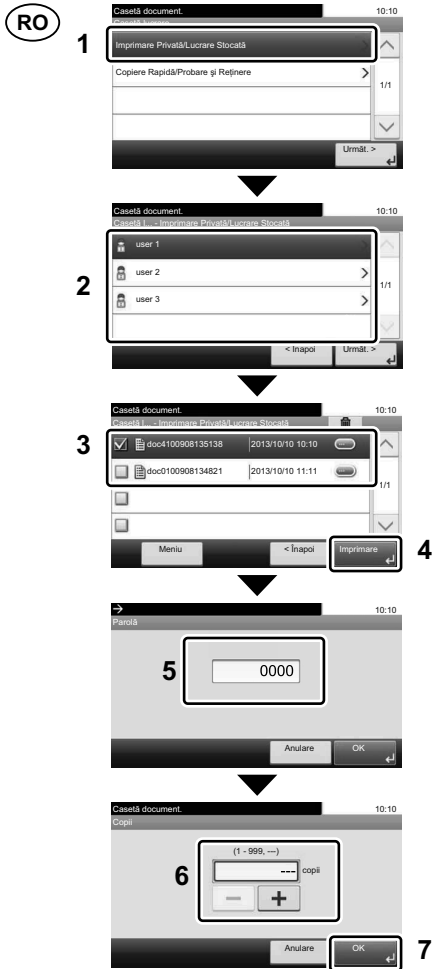 RO
Casetă document. 10:10
Casetă lucrare
1
Imprimare Privată/Lucrare Stocată
Copiere Rapidă/Probare şi Reţinere
1/1
Următ. >
Casetă document. 10:10
Casetă l... - Imprimare Privată/Lucrare Stocată
2
user 1
user 2
user 3
1/1
< Înapoi Următ. >
Casetă document. 10:10
Casetă l... - Imprimare Privată/Lucrare Stocată
3
doc4100908135138 2013/10/10 10:10 ...
doc0100908134821 2013/10/10 11:11 ...
1/1
Meniu < Înapoi Imprimare 4
10:10
Parolă
5 0000
Anulare OK
Casetă document. 10:10
Copii
(1 - 999, ---)
6 --- copii
Anulare OK 7